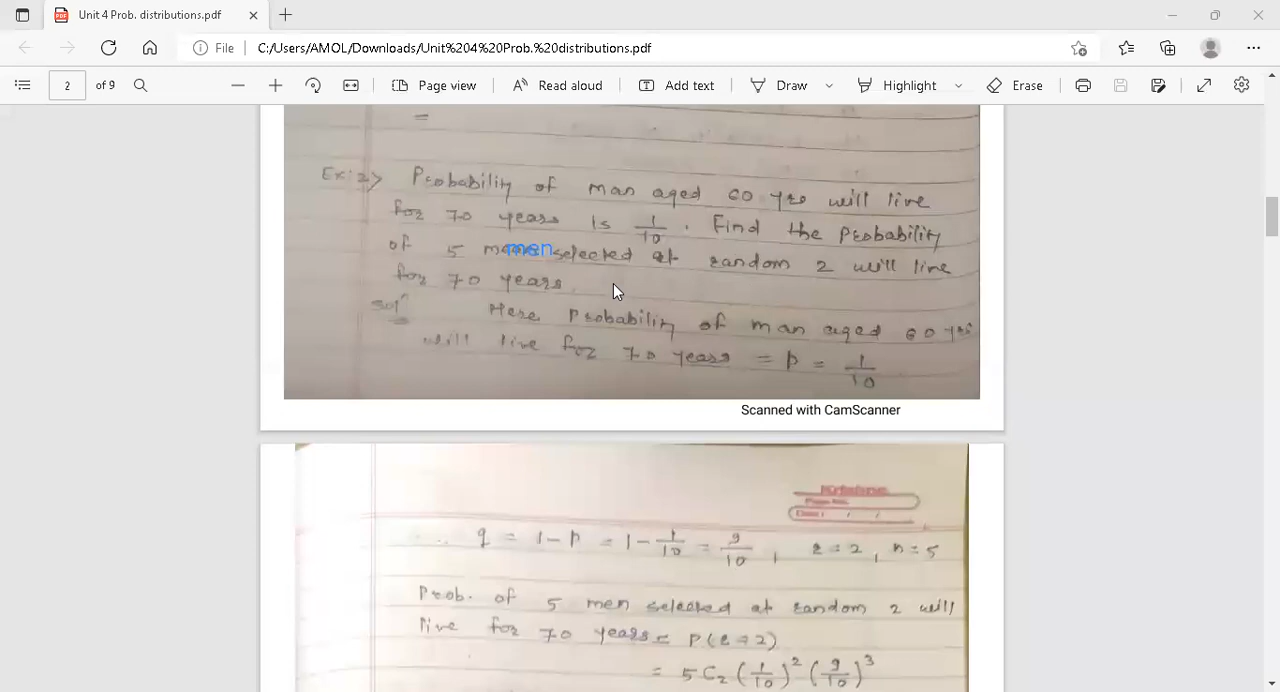 Unit 4 Prob. distributions.pdf
File C:/Users/AMOL/Downloads/Unit%204%20Prob.%20distributions.pdf
2 of 9 Page view Read aloud Add text Draw Highlight Erase
=
Ex:2> Probability of man aged 60 yrs will live
for 70 years is 1/10. Find the probability
of 5 men selected at random 2 will live
for 70 years.
Solⁿ Here Probability of man aged 60 yrs
will live for 70 years = p = 1/10
Scanned with CamScanner
∴ q = 1 - p = 1 - 1/10 = 9/10, r = 2, n = 5
Prob. of 5 men selected at random 2 will
live for 70 years = P(r = 2)
= 5C₂ (1/10)² (9/10)³